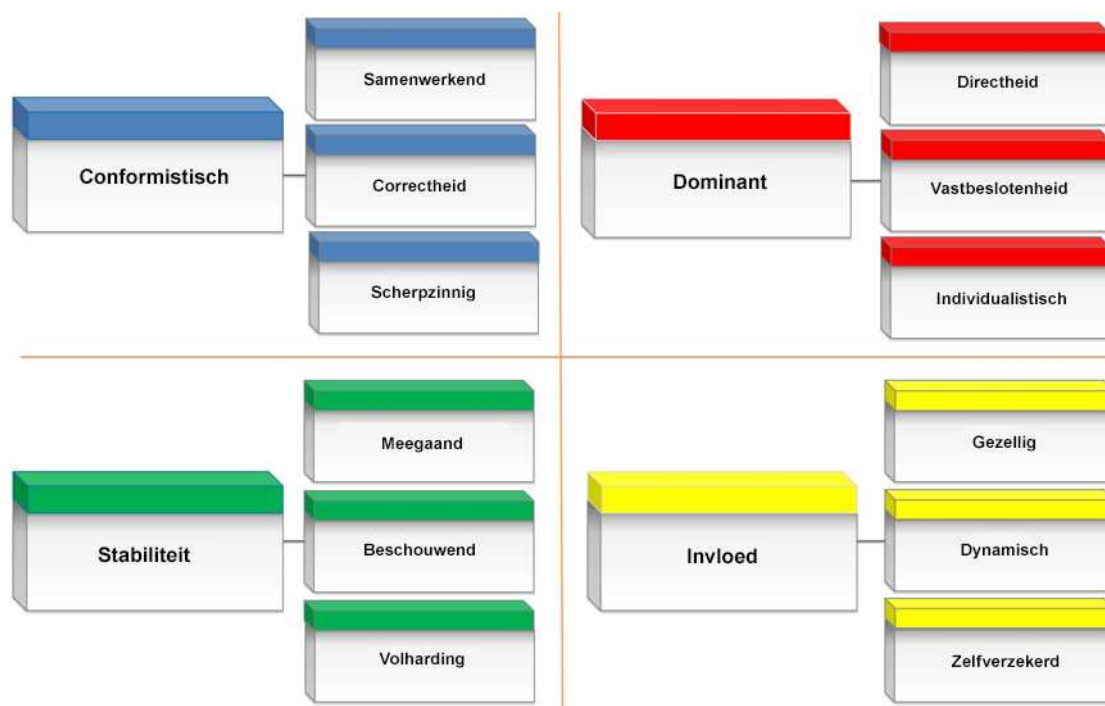 Samenwerkend
Conformistisch
Correctheid
Scherpzinnig
Directheid
Dominant
Vastbeslotenheid
Individualistisch
Meegaand
Stabiliteit
Beschouwend
Volharding
Gezellig
Invloed
Dynamisch
Zelfverzekerd